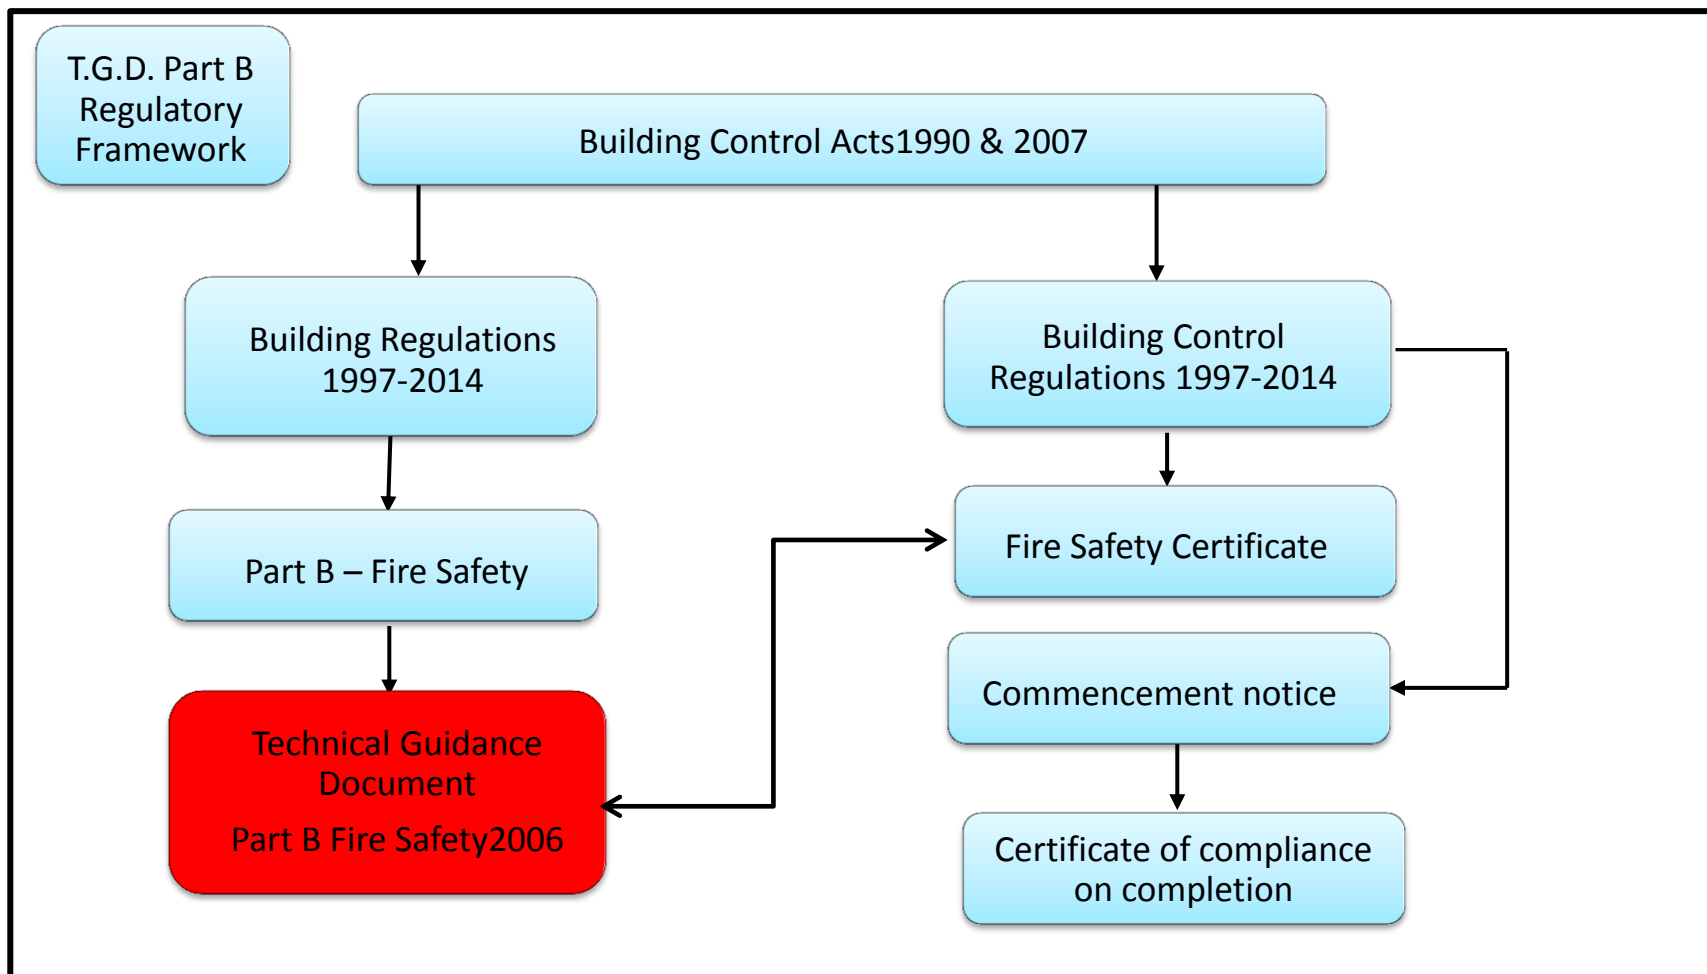 T.G.D. Part B
Regulatory
Framework
Building Control Acts1990 & 2007
Building Regulations
1997-2014
Building Control
Regulations 1997-2014
Part B – Fire Safety
Fire Safety Certificate
Technical Guidance
Document
Part B Fire Safety2006
Commencement notice
Certificate of compliance
on completion